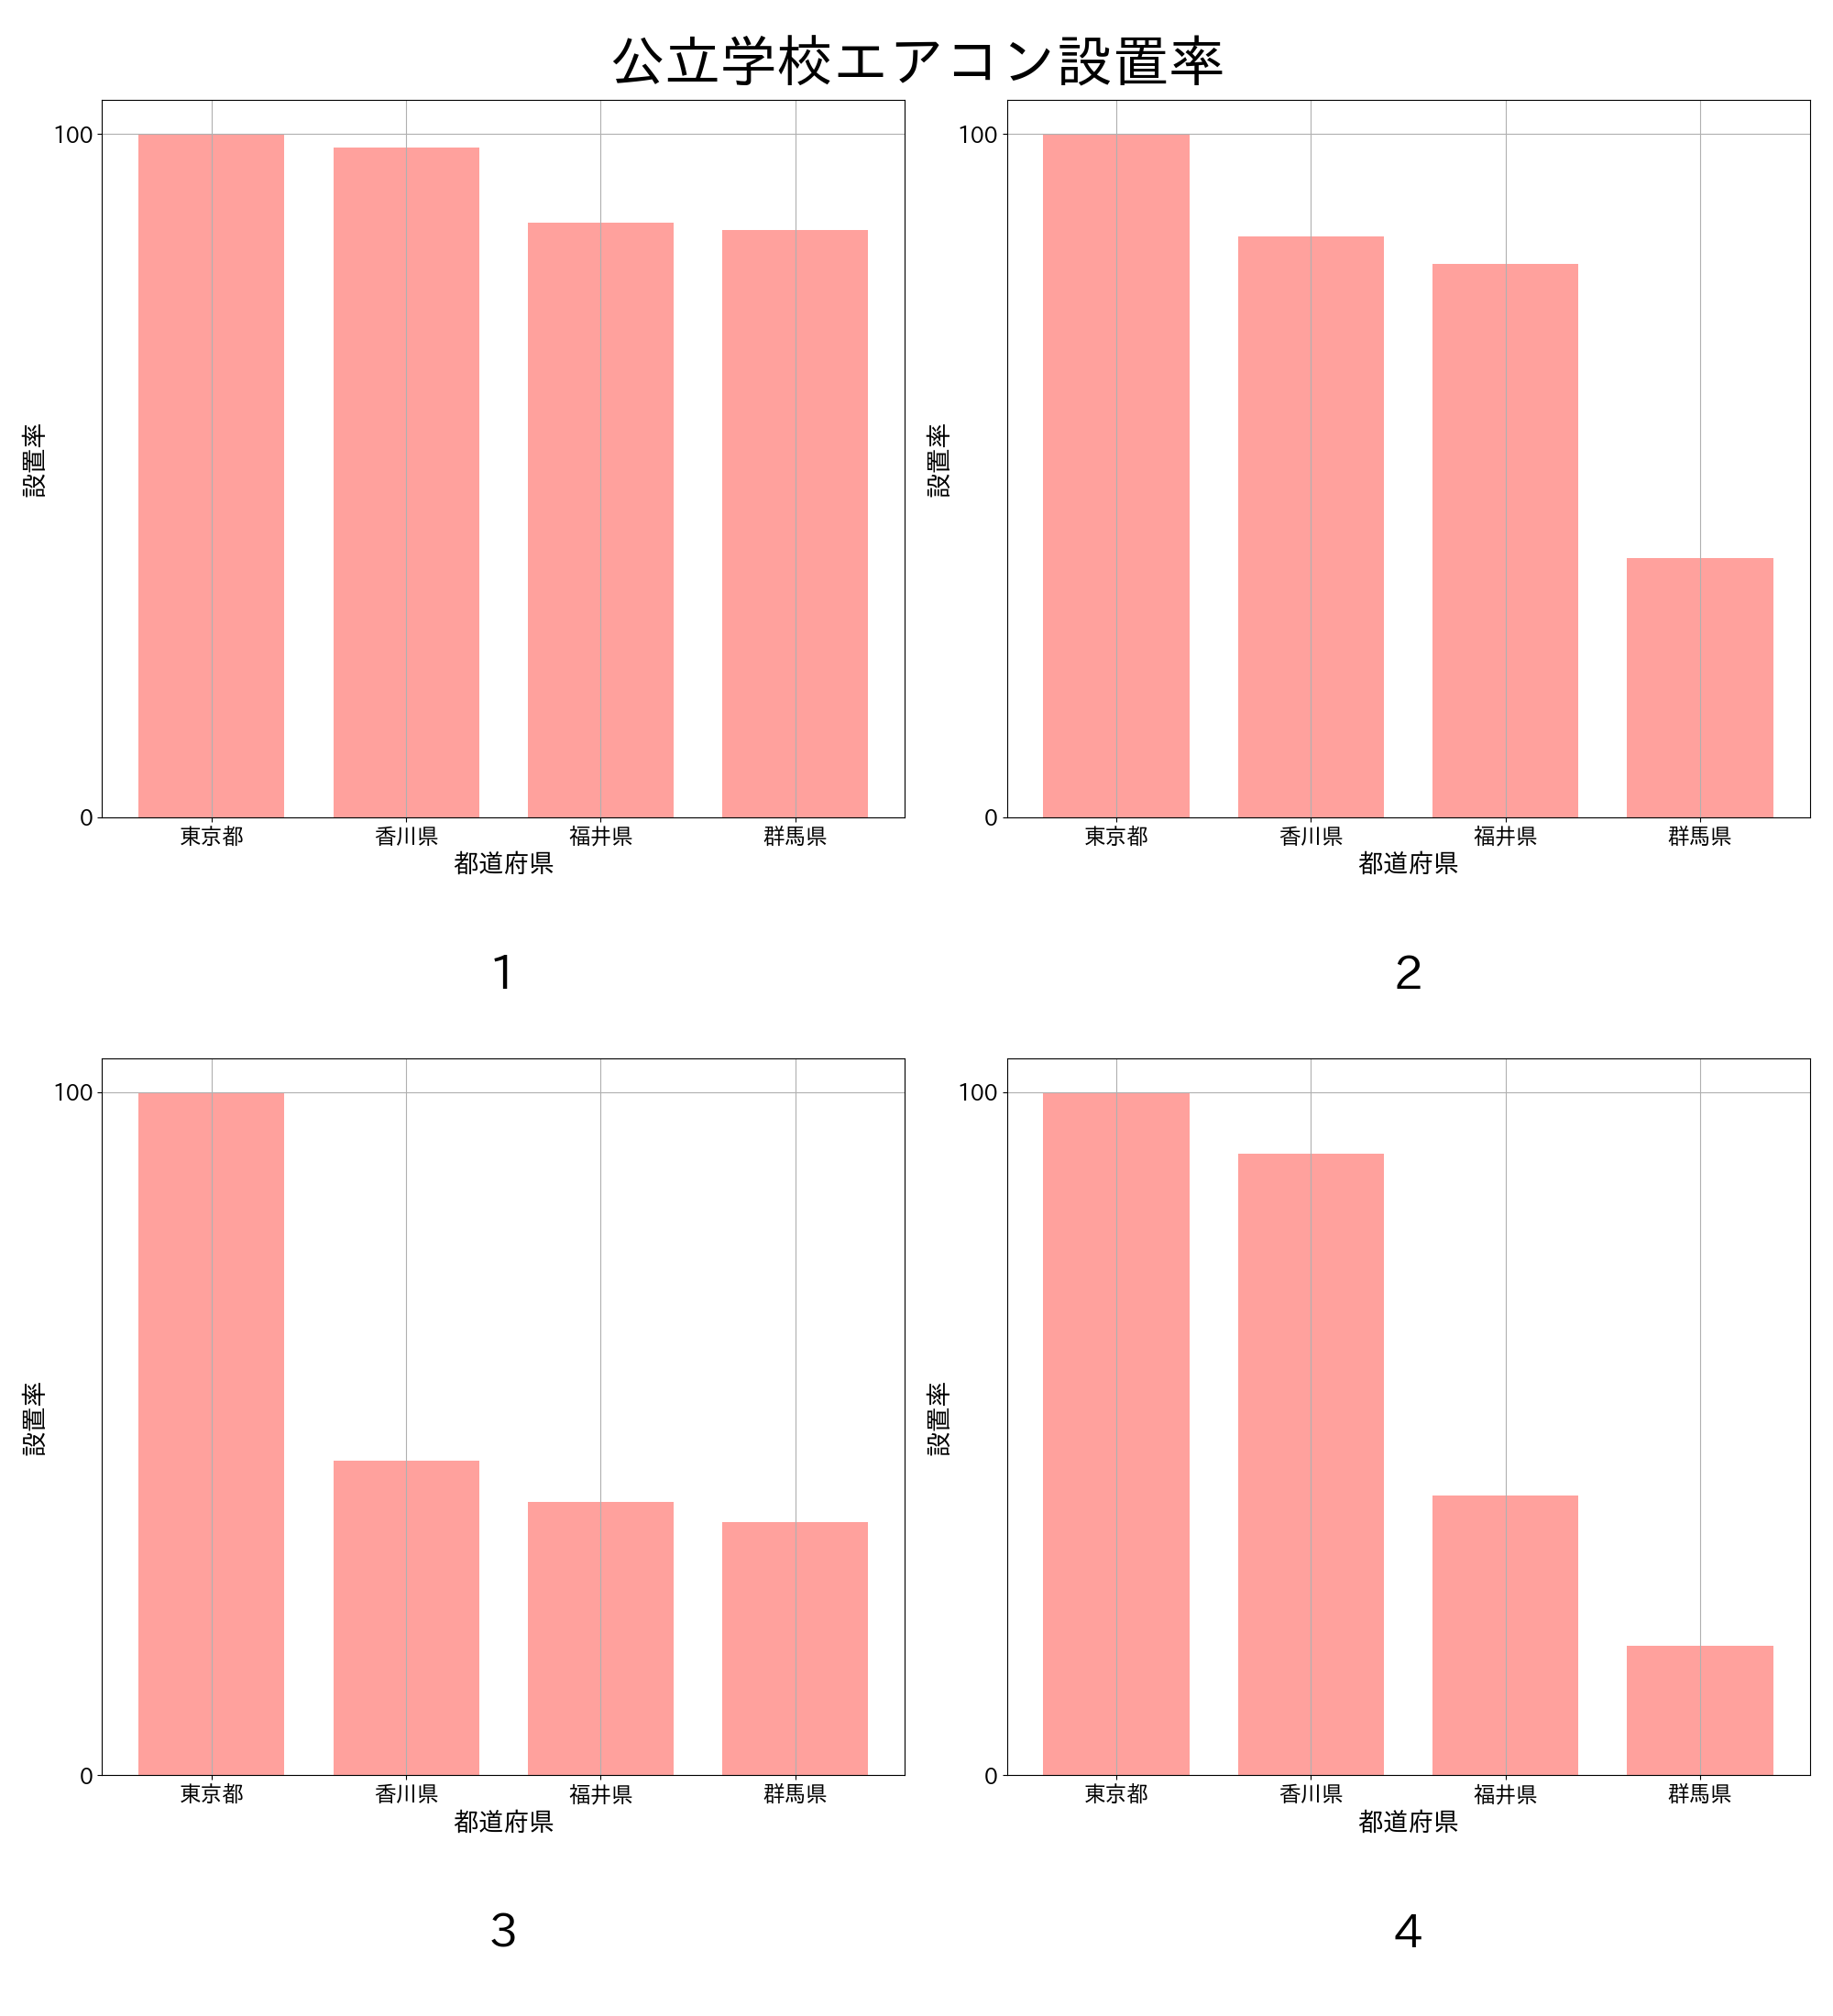 公立学校エアコン設置率
100
設置率
0
東京都 香川県 福井県 群馬県
都道府県
1
100
設置率
0
東京都 香川県 福井県 群馬県
都道府県
2
100
設置率
0
東京都 香川県 福井県 群馬県
都道府県
3
100
設置率
0
東京都 香川県 福井県 群馬県
都道府県
4